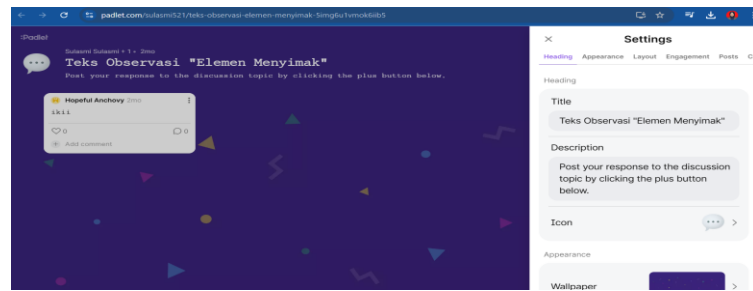 padlet.com/sulasmi521/teks-observasi-elemen-menyimak-5img6u1vmok6iib5
:Padlet
Sulasmi Sulasmi + 1 • 2mo
Teks Observasi "Elemen Menyimak"
Post your response to the discussion topic by clicking the plus button below.
Hopeful Anchovy 2mo
ikii
0 0
Add comment
Settings
Heading Appearance Layout Engagement Posts C
Heading
Title
Teks Observasi "Elemen Menyimak"
Description
Post your response to the discussion
topic by clicking the plus button
below.
Icon
Appearance
Wallpaper